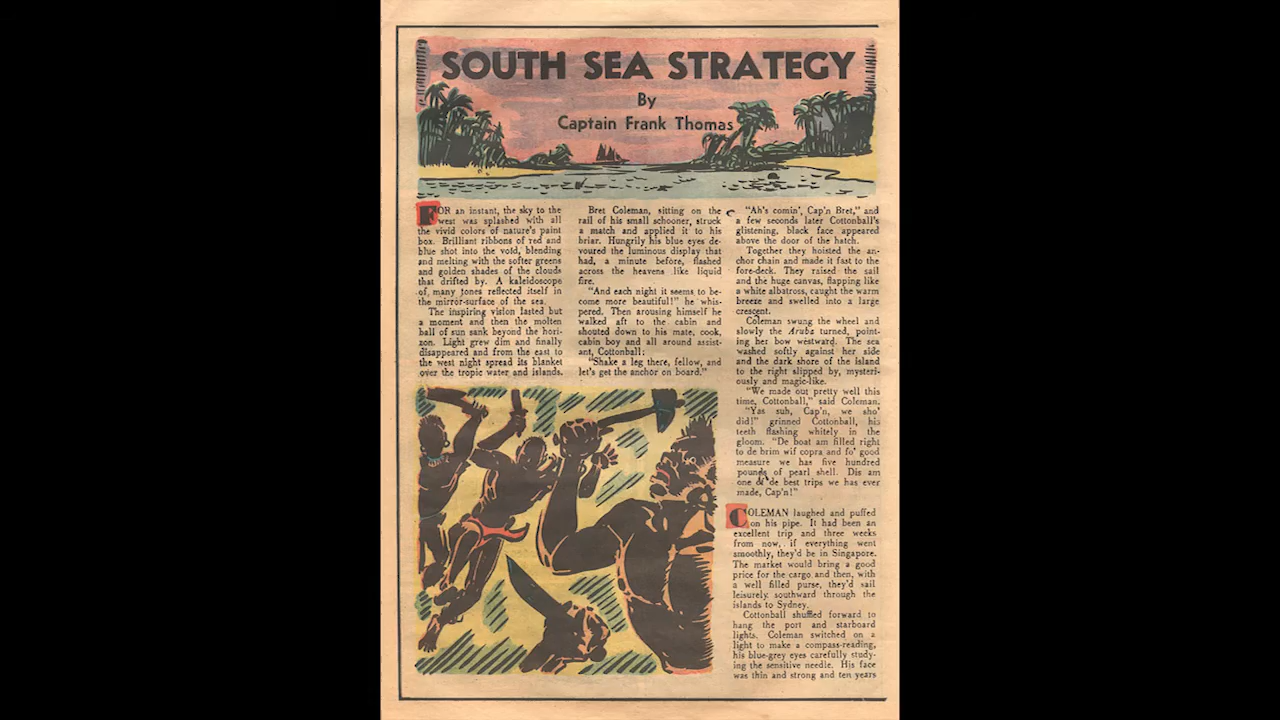 SOUTH SEA STRATEGY
By
Captain Frank Thomas
FOR an instant, the sky to the
west was splashed with all
the vivid colors of nature's paint
box. Brilliant ribbons of red and
blue shot into the void, blending
and melting with the softer greens
and golden shades of the clouds
that drifted by. A kaleidoscope
of many tones reflected itself in
the mirror-surface of the sea.
The inspiring vision lasted but
a moment and then the molten
ball of sun sank beyond the hori-
zon. Light grew dim and finally
disappeared and from the east to
the west night spread its blanket
over the tropic water and islands.
Bret Coleman, sitting on the
rail of his small schooner, struck
a match and applied it to his
briar. Hungrily his blue eyes de-
voured the luminous display that
had, a minute before, flashed
across the heavens like liquid
fire.
"And each night it seems to be-
come more beautiful!" he whis-
pered. Then arousing himself he
walked aft to the cabin and
shouted down to his mate, cook,
cabin boy and all around assist-
ant, Cottonball:
"Shake a leg there, fellow, and
let's get the anchor on board."
"Ah's comin', Cap'n Bret," and
a few seconds later Cottonball's
glistening, black face appeared
above the door of the hatch.
Together they hoisted the an-
chor chain and made it fast to the
fore-deck. They raised the sail
and the huge canvas, flapping like
a white albatross, caught the warm
breeze and swelled into a large
crescent.
Coleman swung the wheel and
slowly the Aruba turned, point-
ing her bow westward. The sea
washed softly against her side
and the dark shore of the Island
to the right slipped by, mysteri-
ously and magic-like.
"We made out pretty well this
time, Cottonball," said Coleman.
"Yas suh, Cap'n, we sho'
did!" grinned Cottonball, his
teeth flashing whitely in the
gloom. "De boat am filled right
to de brim wif copra and fo' good
measure we has five hundred
pounds of pearl shell. Dis am
one of de best trips we has ever
made, Cap'n!"
COLEMAN laughed and puffed
on his pipe. It had been an
excellent trip and three weeks
from now, if everything went
smoothly, they'd be in Singapore.
The market would bring a good
price for the cargo and then, with
a well filled purse, they'd sail
leisurely southward through the
islands to Sydney.
Cottonball shuffled forward to
hang the port and starboard
lights. Coleman switched on a
light to make a compass-reading,
his blue-grey eyes carefully study-
ing the sensitive needle. His face
was thin and strong and ten years